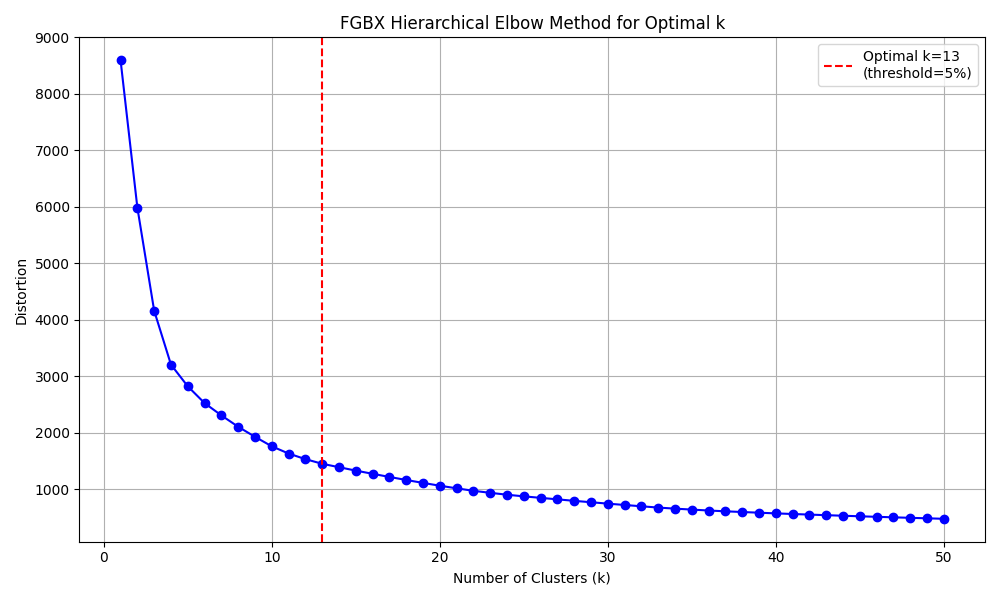 FGBX Hierarchical Elbow Method for Optimal k
Optimal k=13
(threshold=5%)
9000
8000
7000
6000
5000
4000
3000
2000
1000
Distortion
0 10 20 30 40 50
Number of Clusters (k)